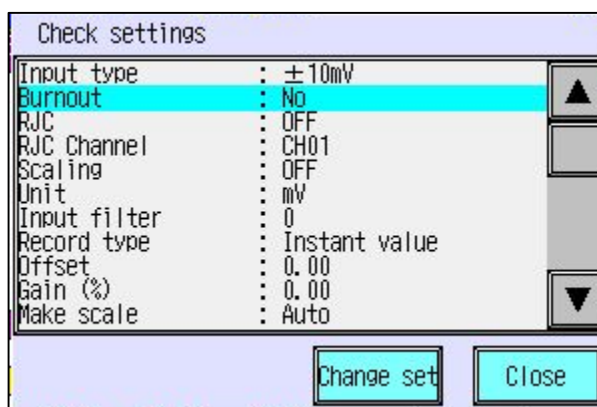 Check settings
Input type : ±10mV
Burnout : No
RJC : OFF
RJC Channel : CH01
Scaling : OFF
Unit : mV
Input filter : 0
Record type : Instant value
Offset : 0.00
Gain (%) : 0.00
Make scale : Auto
Change set Close